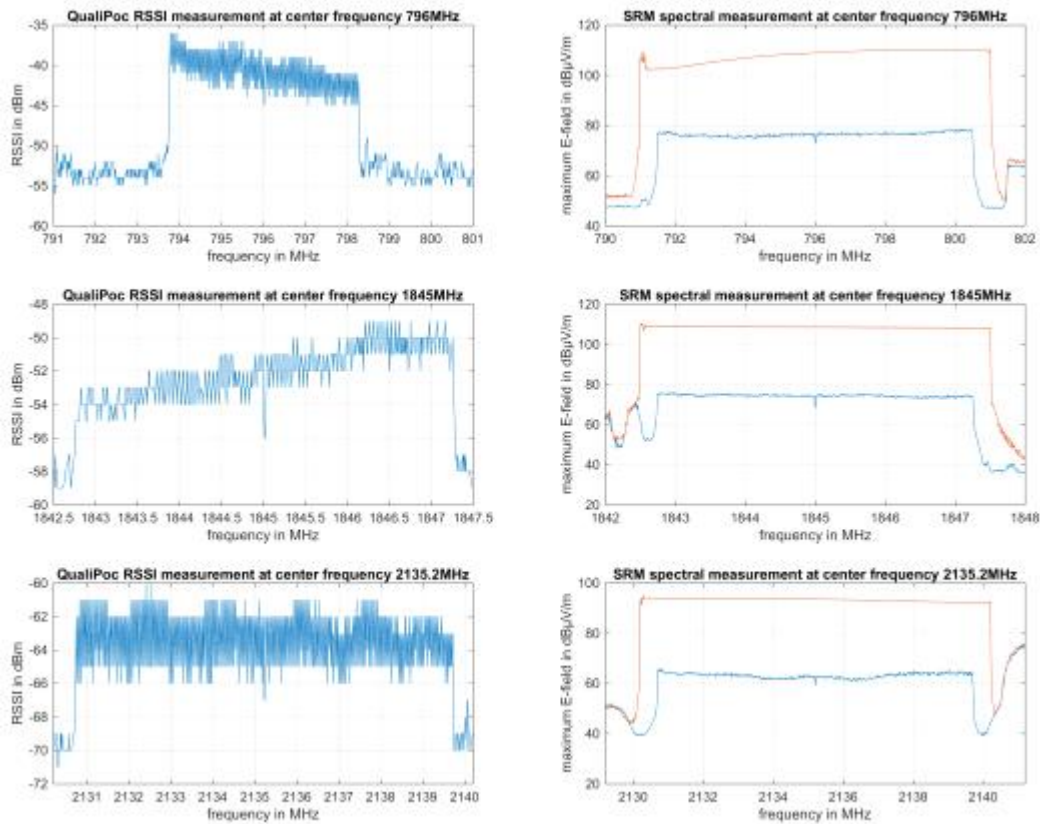 QualiPoc RSSI measurement at center frequency 796MHz
-35
-40
-45
-50
-55
-60
RSSI in dBm
791 792 793 794 795 796 797 798 799 800 801
frequency in MHz
SRM spectral measurement at center frequency 796MHz
120
100
80
60
40
maximum E-field in dBµV/m
790 792 794 796 798 800 802
frequency in MHz
QualiPoc RSSI measurement at center frequency 1845MHz
-48
-50
-52
-54
-56
-58
-60
RSSI in dBm
1842.5 1843 1843.5 1844 1844.5 1845 1845.5 1846 1846.5 1847 1847.5
frequency in MHz
SRM spectral measurement at center frequency 1845MHz
120
100
80
60
40
20
maximum E-field in dBµV/m
1842 1843 1844 1845 1846 1847 1848
frequency in MHz
QualiPoc RSSI measurement at center frequency 2135.2MHz
-60
-62
-64
-66
-68
-70
-72
RSSI in dBm
2131 2132 2133 2134 2135 2136 2137 2138 2139 2140
frequency in MHz
SRM spectral measurement at center frequency 2135.2MHz
100
80
60
40
20
maximum E-field in dBµV/m
2130 2132 2134 2136 2138 2140
frequency in MHz